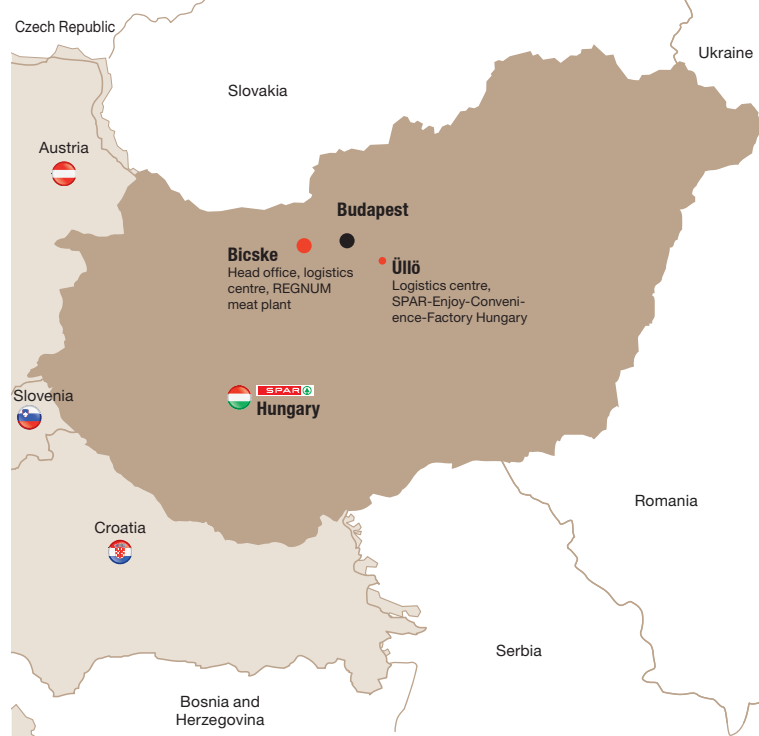 Czech Republic
Ukraine
Slovakia
Austria
Budapest
Bicske
Head office, logistics
centre, REGNUM
meat plant
Üllö
Logistics centre,
SPAR-Enjoy-Conveni-
ence-Factory Hungary
SPAR
Hungary
Slovenia
Romania
Croatia
Serbia
Bosnia and
Herzegovina